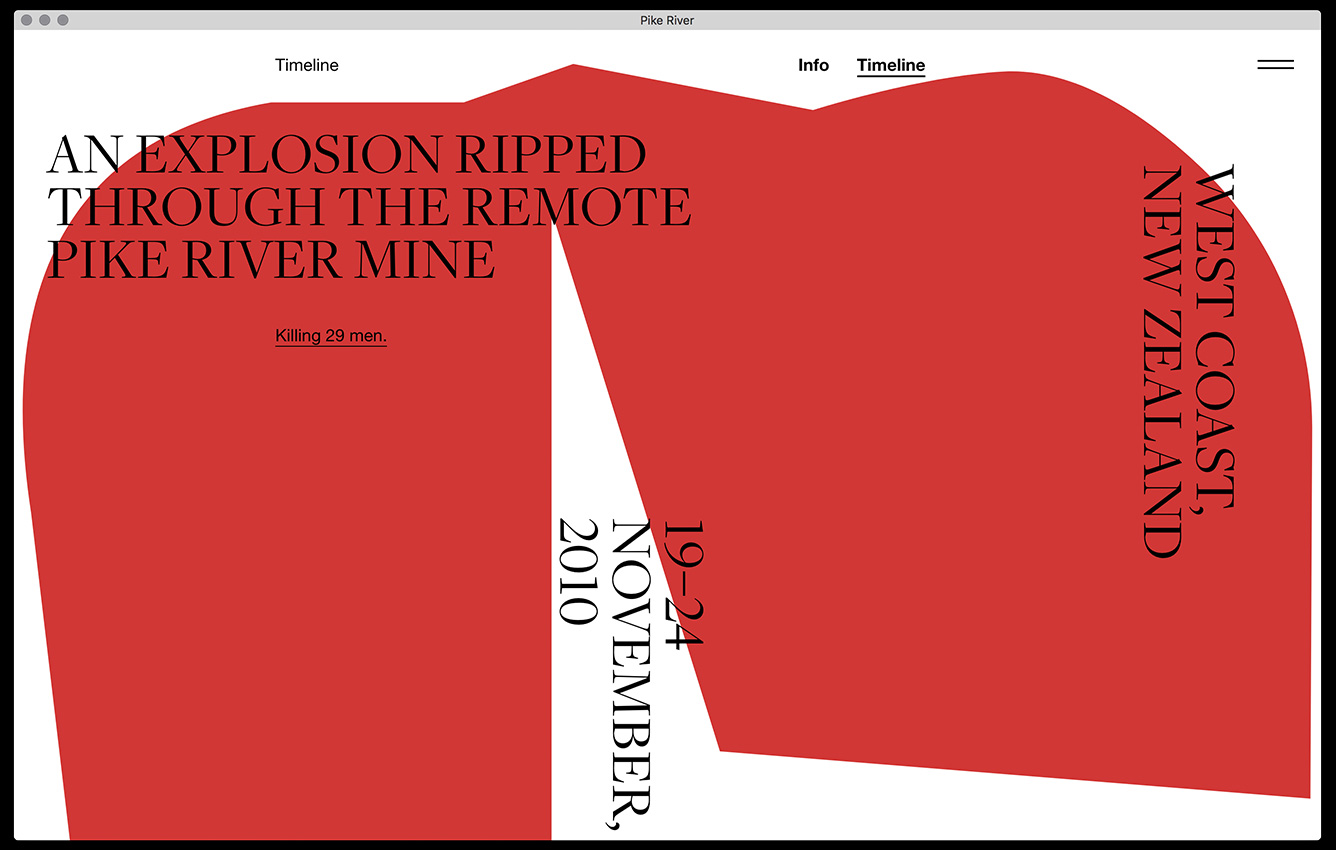 Pike River
Timeline
Info
Timeline
AN EXPLOSION RIPPED
THROUGH THE REMOTE
PIKE RIVER MINE
Killing 29 men.
WEST COAST,
NEW ZEALAND
19–24
NOVEMBER,
2010